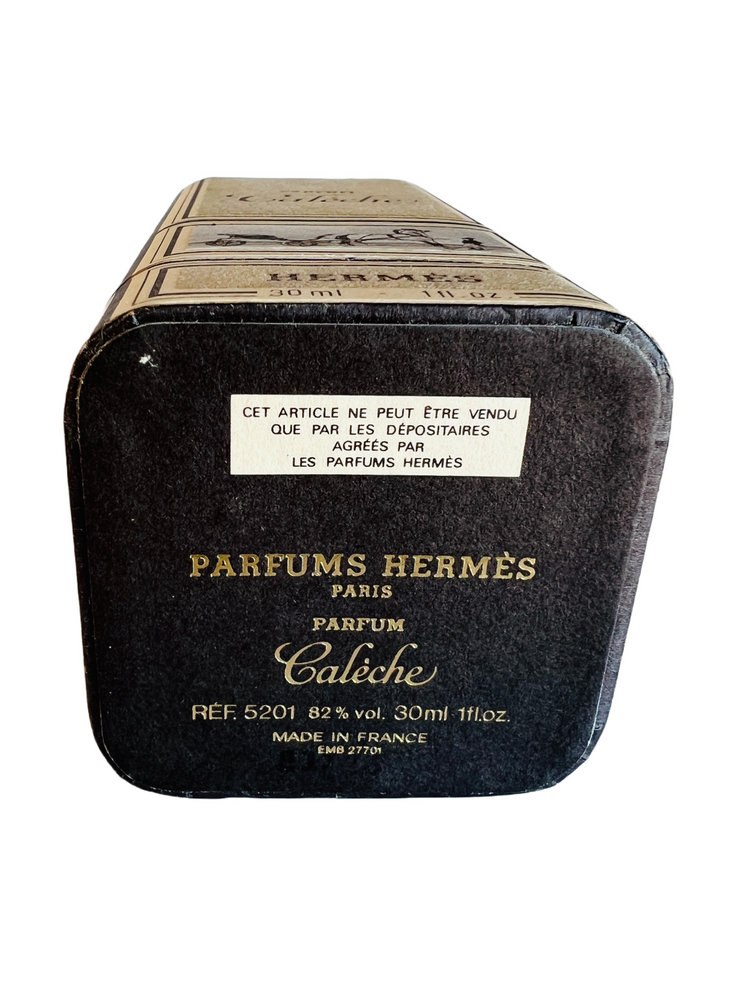 PARFUM
Calèche
HERMÈS
30 ml 1 fl. oz
CET ARTICLE NE PEUT ÊTRE VENDU
QUE PAR LES DÉPOSITAIRES
AGRÉÉS PAR
LES PARFUMS HERMÈS
PARFUMS HERMÈS
PARIS
PARFUM
Calèche
RÉF. 5201 82% vol. 30ml 1fl.oz.
MADE IN FRANCE
EMB 27701